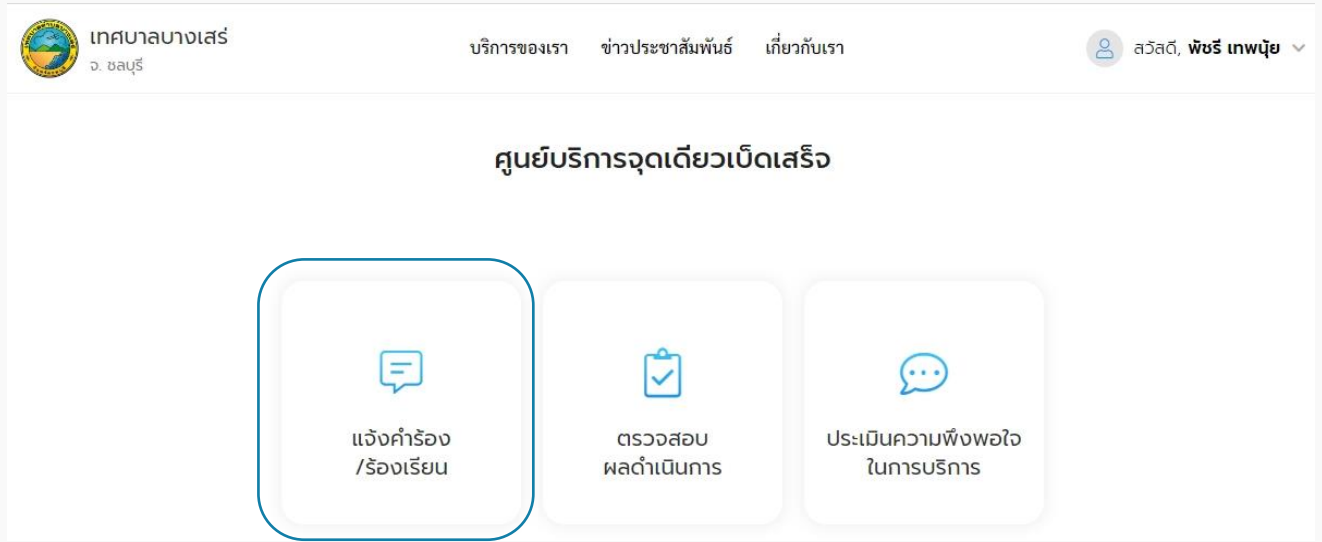 เทศบาลบางเสร่
จ. ชลบุรี
บริการของเรา ข่าวประชาสัมพันธ์ เกี่ยวกับเรา
สวัสดี, พัชรี เทพนุ้ย
ศูนย์บริการจุดเดียวเบ็ดเสร็จ
แจ้งคำร้อง
/ร้องเรียน
ตรวจสอบ
ผลดำเนินการ
ประเมินความพึงพอใจ
ในการบริการ